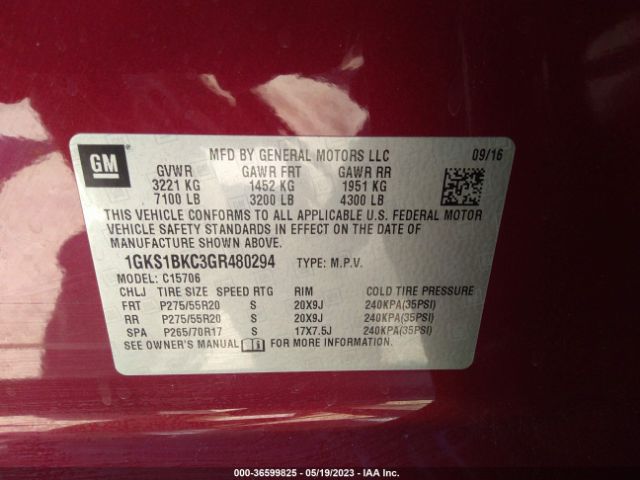 GM
MFD BY GENERAL MOTORS LLC 09/16
GVWR GAWR FRT GAWR RR
3221 KG 1452 KG 1951 KG
7100 LB 3200 LB 4300 LB
THIS VEHICLE CONFORMS TO ALL APPLICABLE U.S. FEDERAL MOTOR
VEHICLE SAFETY STANDARDS IN EFFECT ON THE DATE OF
MANUFACTURE SHOWN ABOVE.
1GKS1BKC3GR480294 TYPE: M.P.V.
MODEL: C15706
CHLJ TIRE SIZE SPEED RTG RIM COLD TIRE PRESSURE
FRT P275/55R20 S 20X9J 240KPA(35PSI)
RR P275/55R20 S 20X9J 240KPA(35PSI)
SPA P265/70R17 S 17X7.5J 240KPA(35PSI)
SEE OWNER'S MANUAL FOR MORE INFORMATION
000-36599825 - 05/19/2023 - IAA Inc.